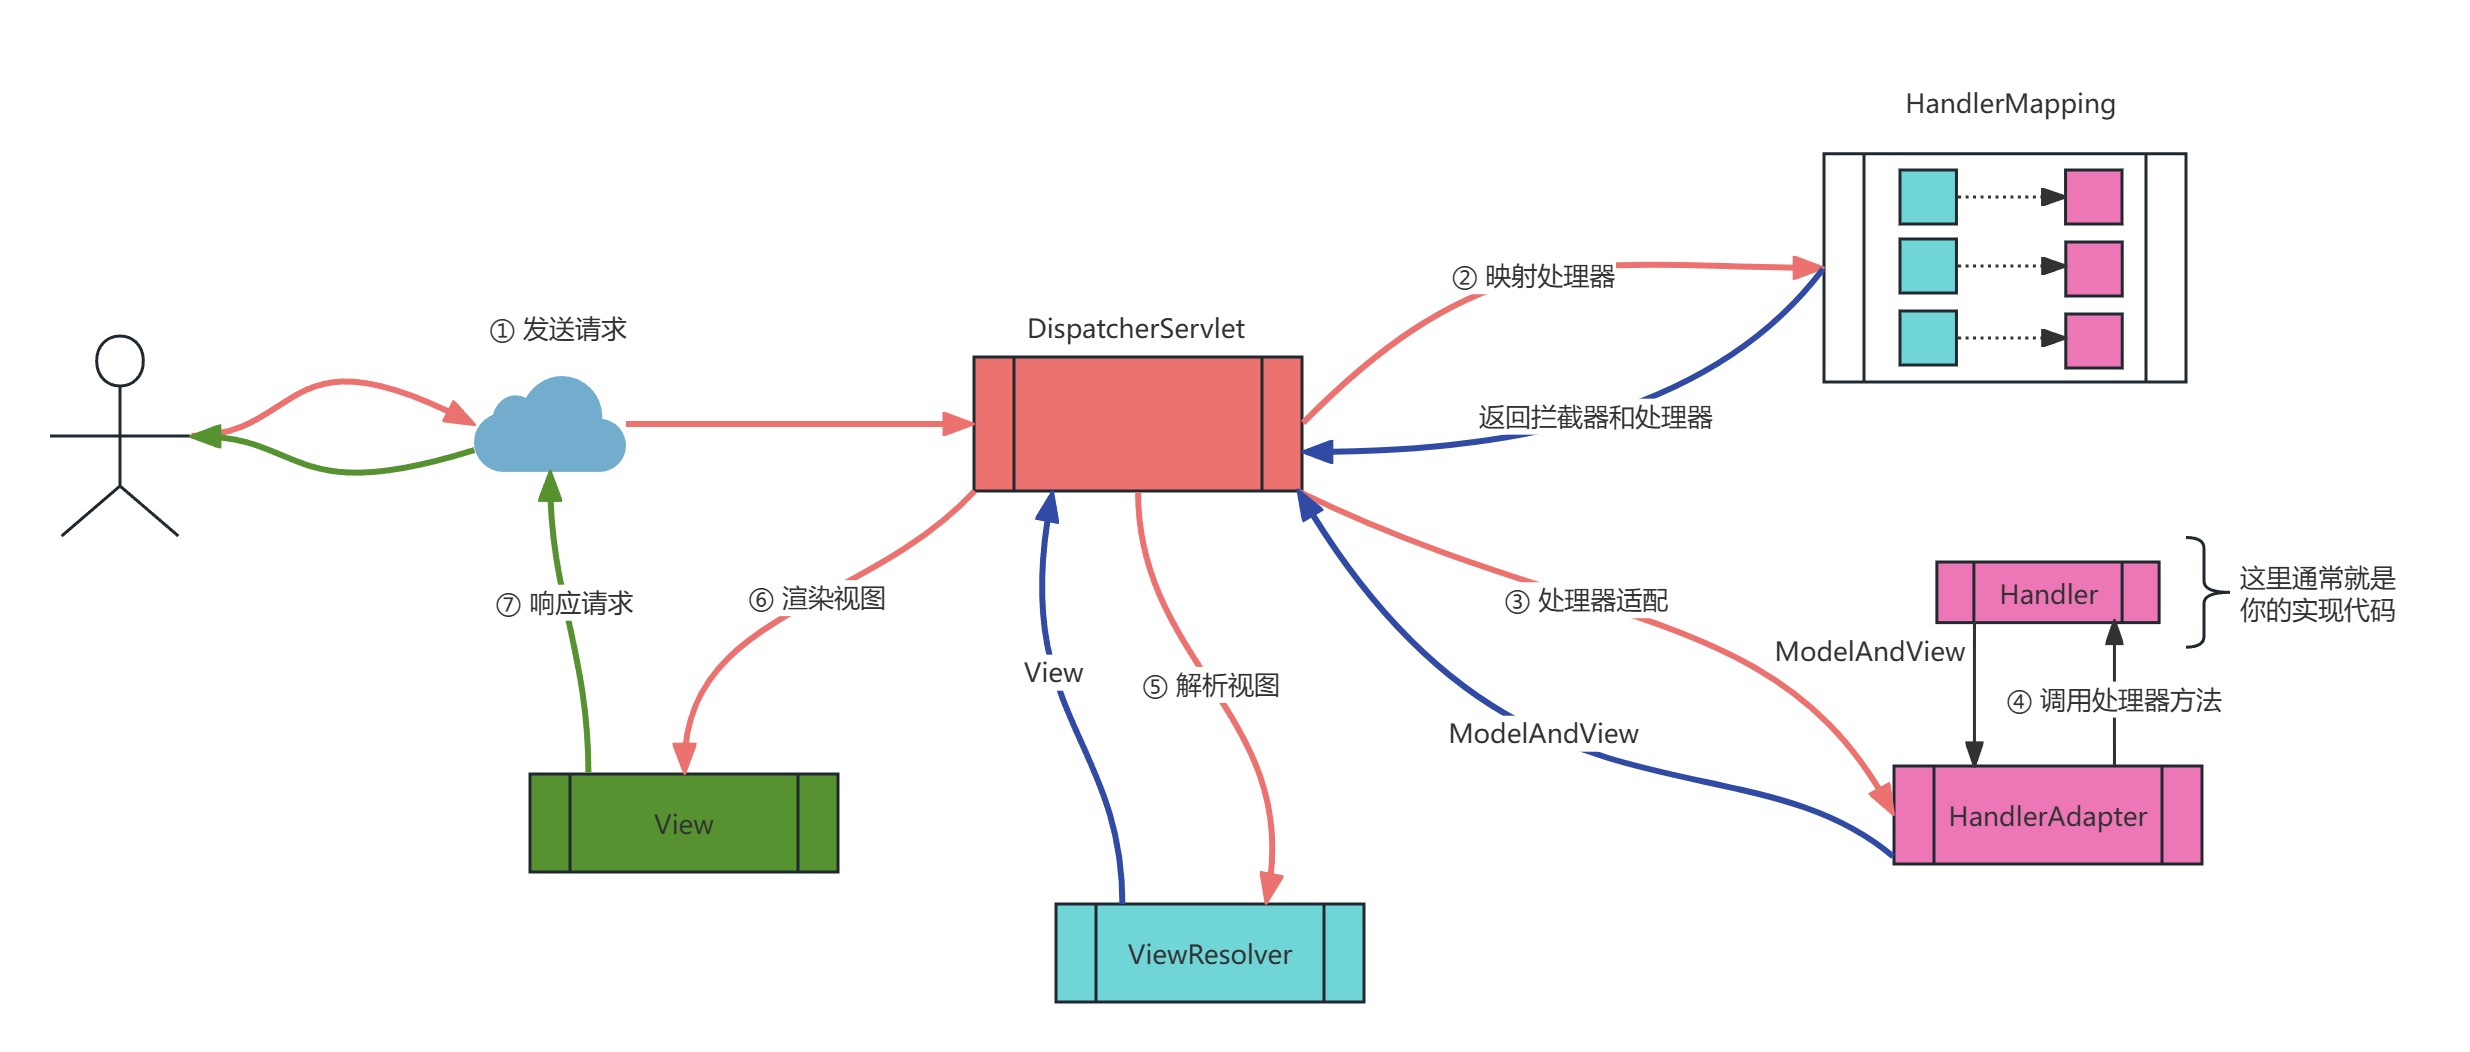 HandlerMapping
② 映射处理器
① 发送请求
DispatcherServlet
返回拦截器和处理器
Handler
这里通常就是
你的实现代码
⑦ 响应请求
⑥ 渲染视图
③ 处理器适配
ModelAndView
View
⑤ 解析视图
④ 调用处理器方法
ModelAndView
View
HandlerAdapter
ViewResolver